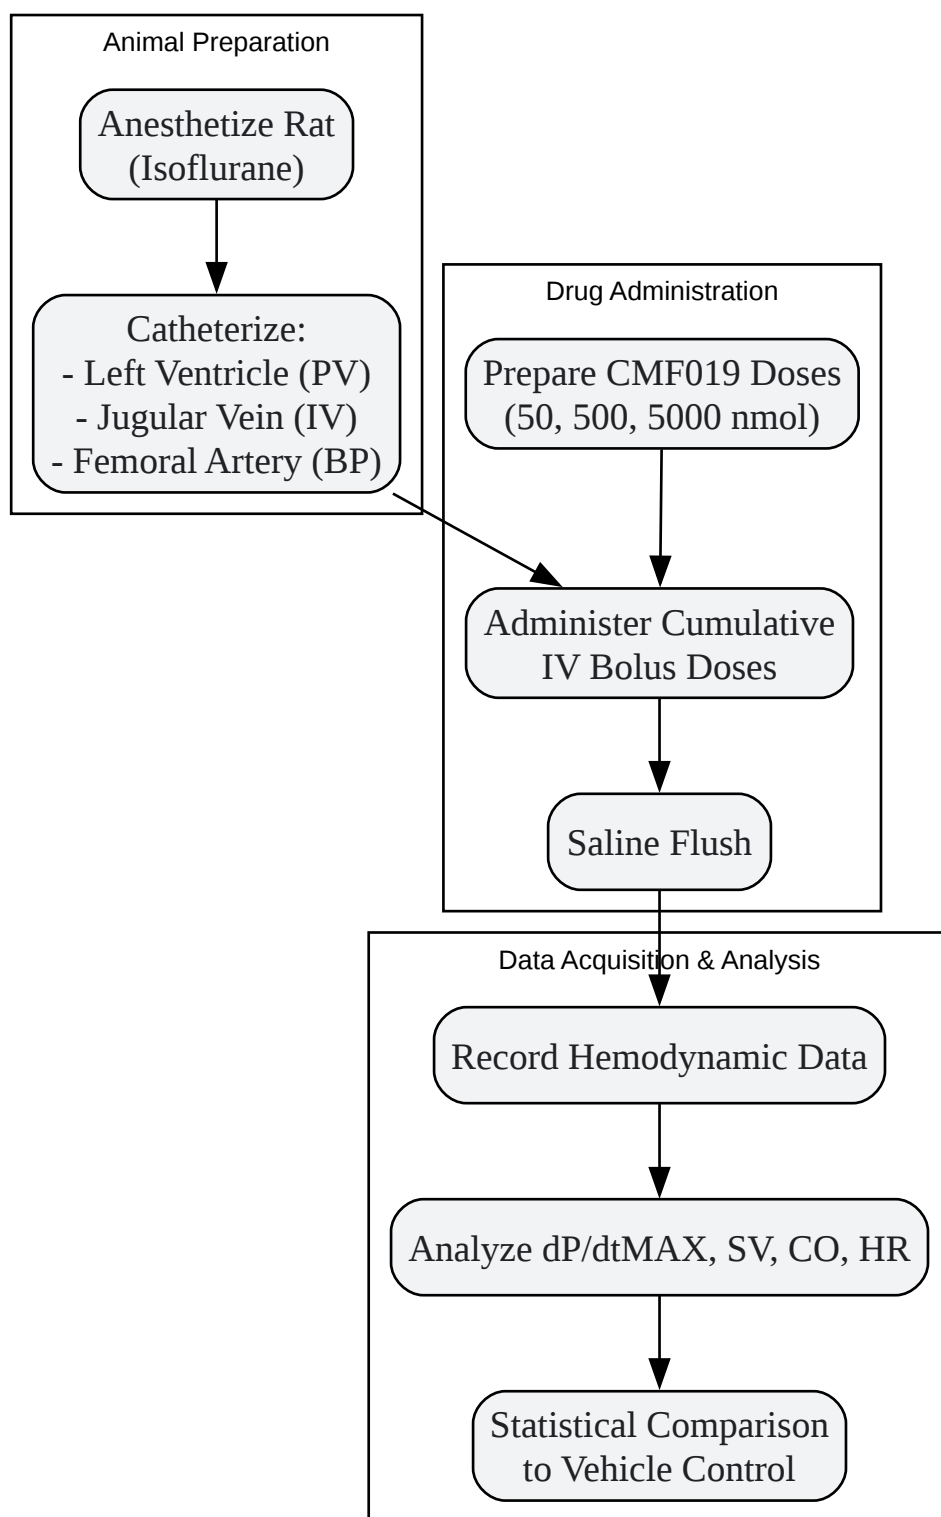 Animal Preparation
Anesthetize Rat
(Isoflurane)
Catheterize:
- Left Ventricle (PV)
- Jugular Vein (IV)
- Femoral Artery (BP)
Drug Administration
Prepare CMF019 Doses
(50, 500, 5000 nmol)
Administer Cumulative
IV Bolus Doses
Saline Flush
Data Acquisition & Analysis
Record Hemodynamic Data
Analyze dP/dtMAX, SV, CO, HR
Statistical Comparison
to Vehicle Control